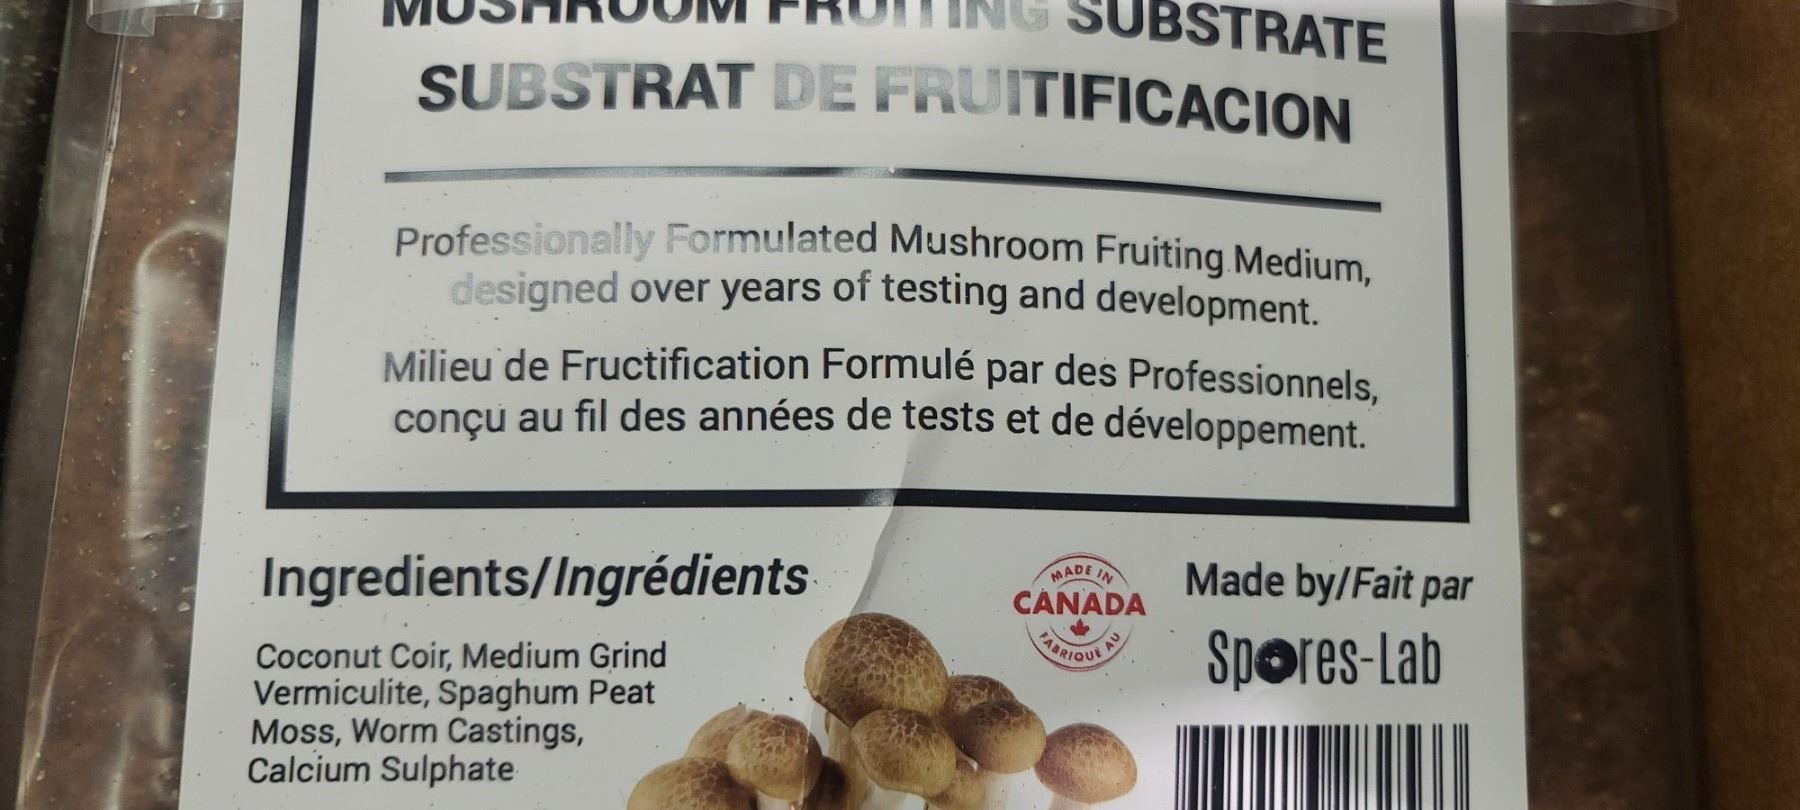 MUSHROOM FRUITING SUBSTRATE
SUBSTRAT DE FRUITIFICACION
Professionally Formulated Mushroom Fruiting Medium,
designed over years of testing and development.
Milieu de Fructification Formulé par des Professionnels,
conçu au fil des années de tests et de développement.
Ingredients/Ingrédients
Coconut Coir, Medium Grind
Vermiculite, Spaghum Peat
Moss, Worm Castings,
Calcium Sulphate
MADE IN
CANADA
FABRIQUÉ AU
Made by/Fait par
Spores-Lab